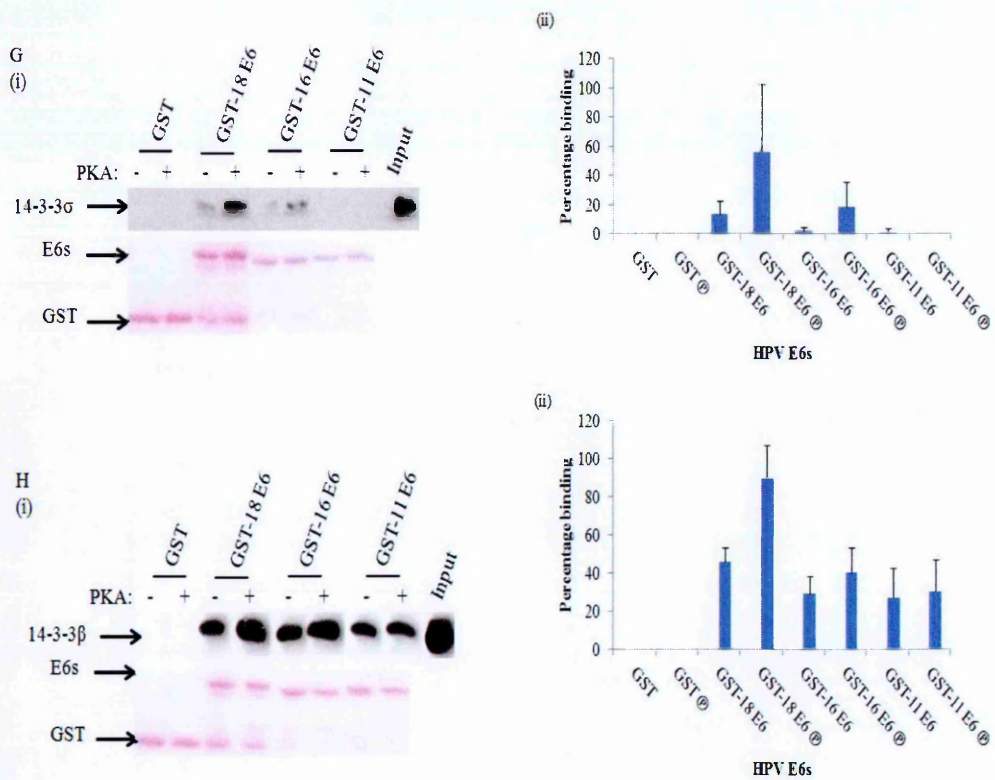 G
(i)
GST
GST-18 E6
GST-16 E6
GST-11 E6
Input
PKA: - + - + - + - +
14-3-3σ
E6s
GST
(ii)
Percentage binding
120
100
80
60
40
20
0
GST
GST Ⓟ
GST-18 E6
GST-18 E6 Ⓟ
GST-16 E6
GST-16 E6 Ⓟ
GST-11 E6
GST-11 E6 Ⓟ
HPV E6s
H
(i)
GST
GST-18 E6
GST-16 E6
GST-11 E6
Input
PKA: - + - + - + - +
14-3-3β
E6s
GST
(ii)
Percentage binding
120
100
80
60
40
20
0
GST
GST Ⓟ
GST-18 E6
GST-18 E6 Ⓟ
GST-16 E6
GST-16 E6 Ⓟ
GST-11 E6
GST-11 E6 Ⓟ
HPV E6s